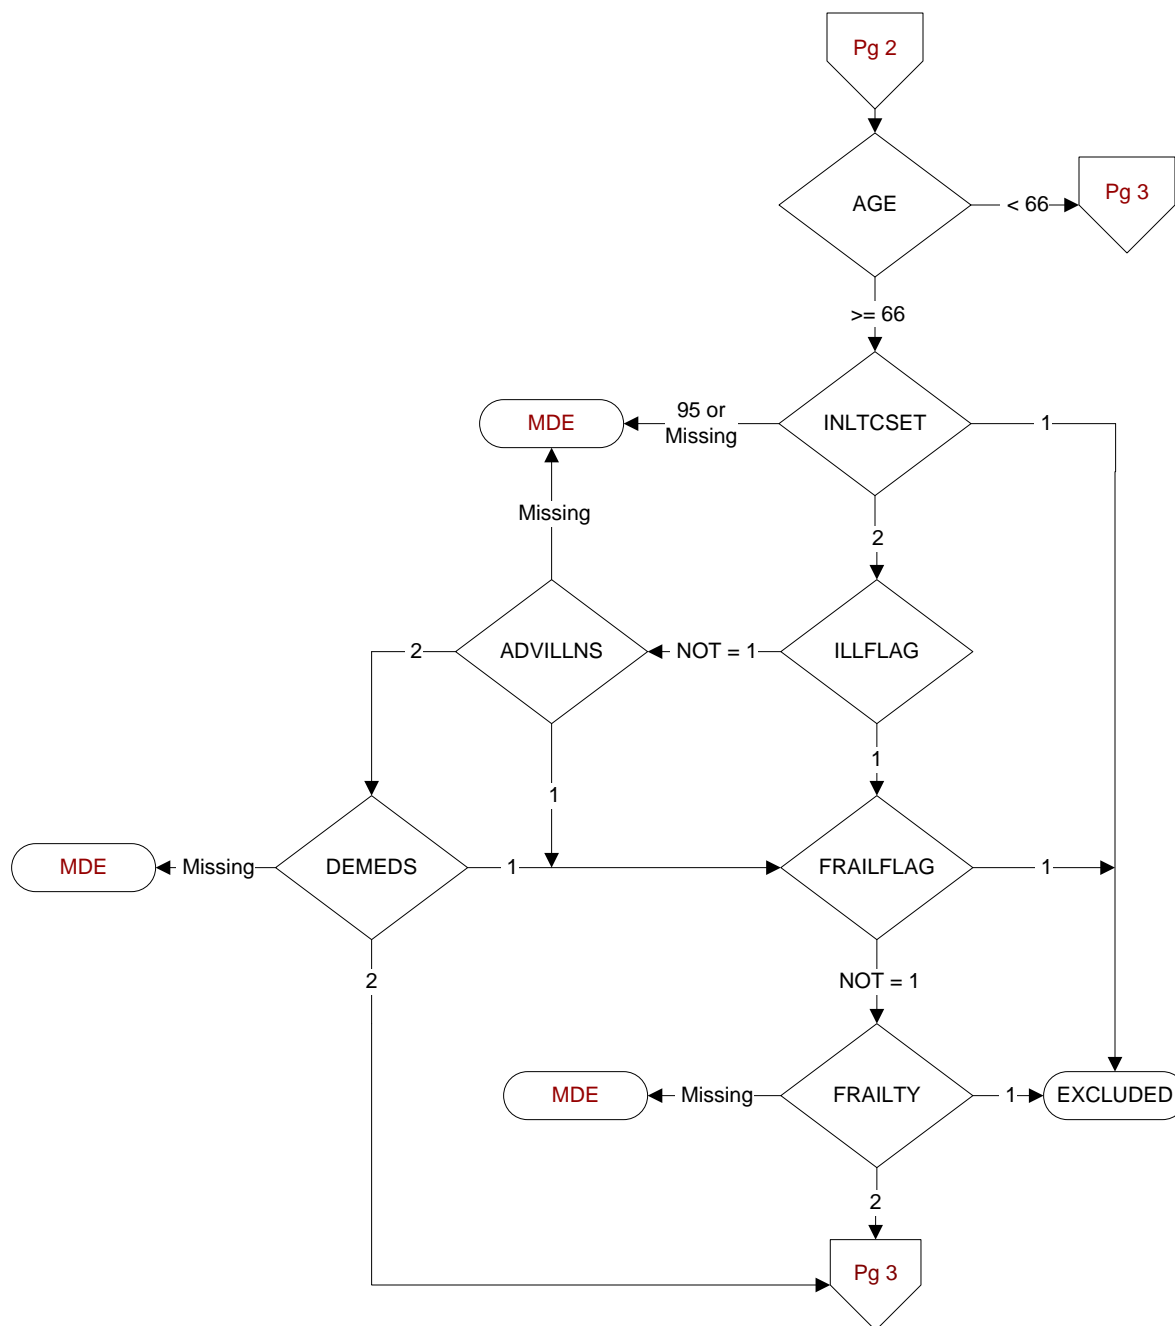 Pg 2
AGE
< 66
Pg 3
>= 66
MDE
95 or
Missing
INLTCSET
1
Missing
2
2
ADVILLNS
NOT = 1
ILLFLAG
1
1
MDE
Missing
DEMEDS
1
FRAILFLAG
1
2
NOT = 1
MDE
Missing
FRAILTY
1
EXCLUDED
2
Pg 3